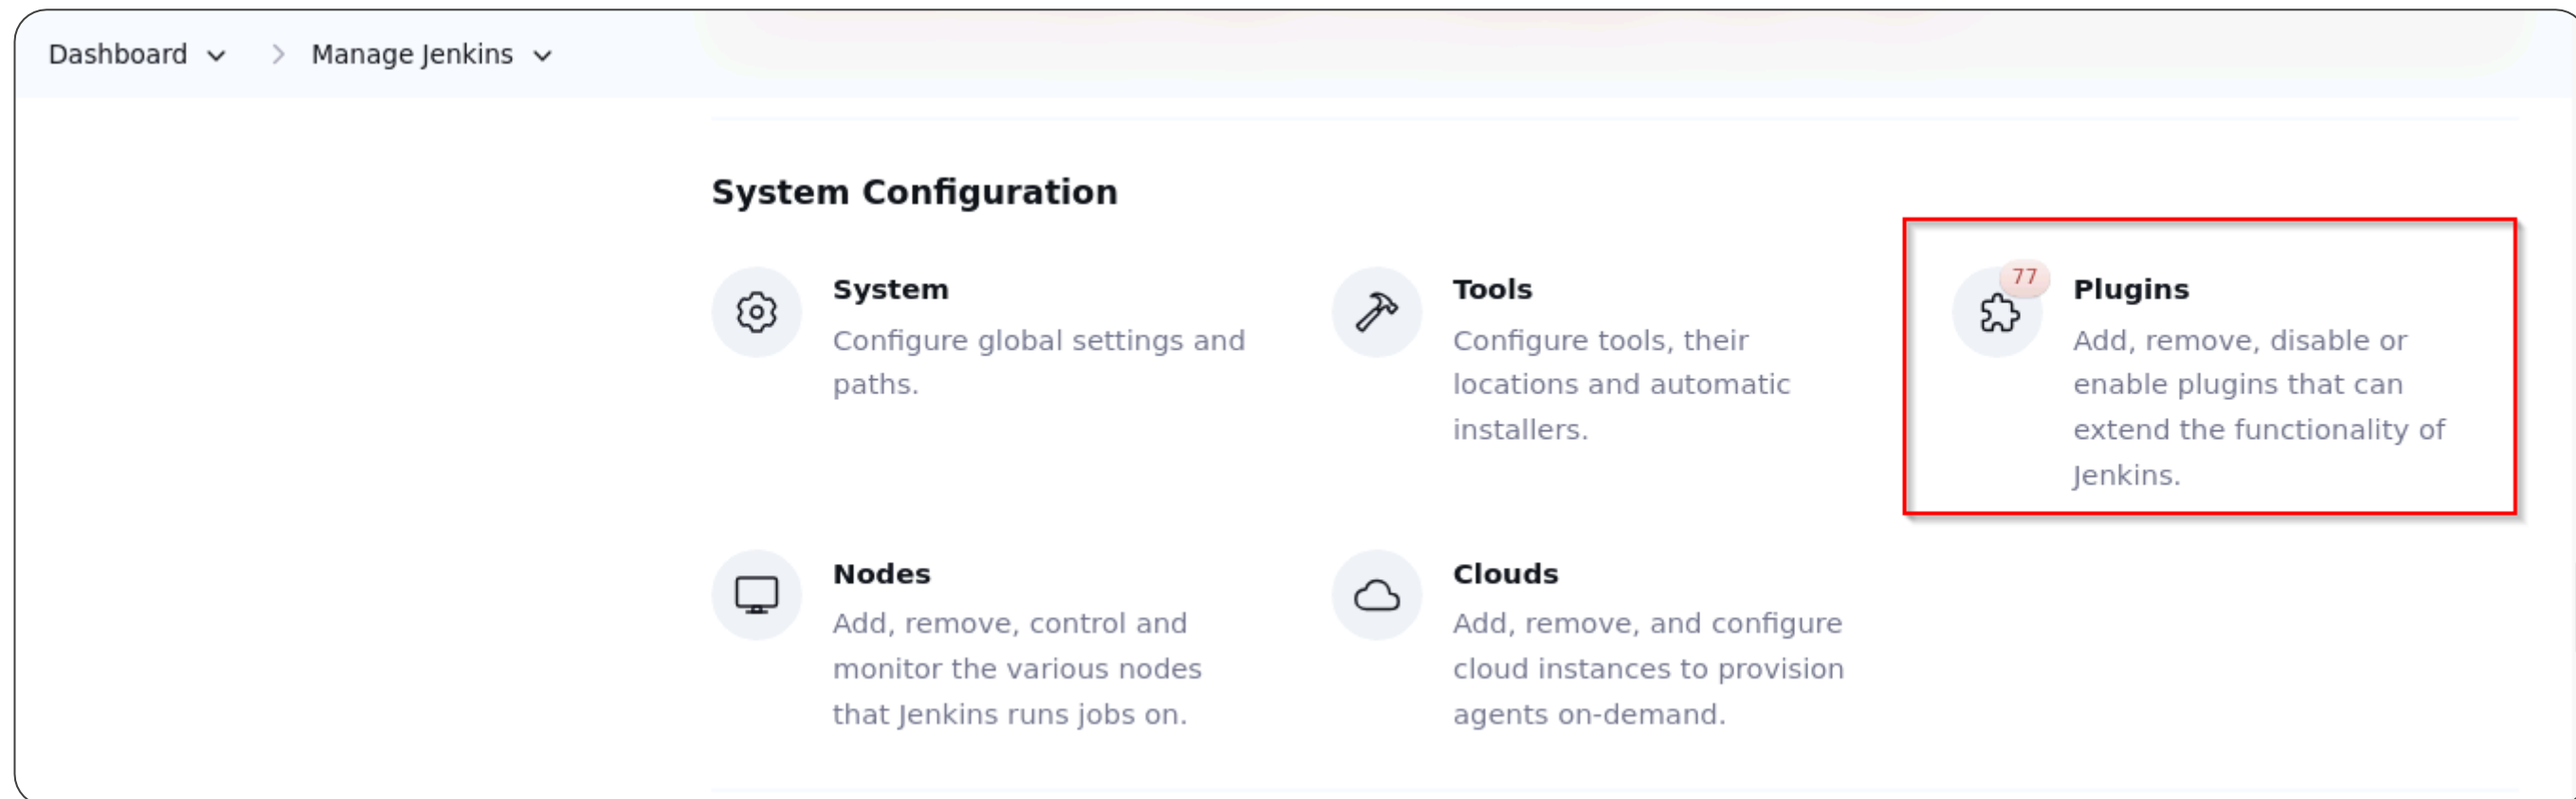 Dashboard
Manage Jenkins
System Configuration
System
Configure global settings and
paths.
Tools
Configure tools, their
locations and automatic
installers.
77
Plugins
Add, remove, disable or
enable plugins that can
extend the functionality of
Jenkins.
Nodes
Add, remove, control and
monitor the various nodes
that Jenkins runs jobs on.
Clouds
Add, remove, and configure
cloud instances to provision
agents on-demand.